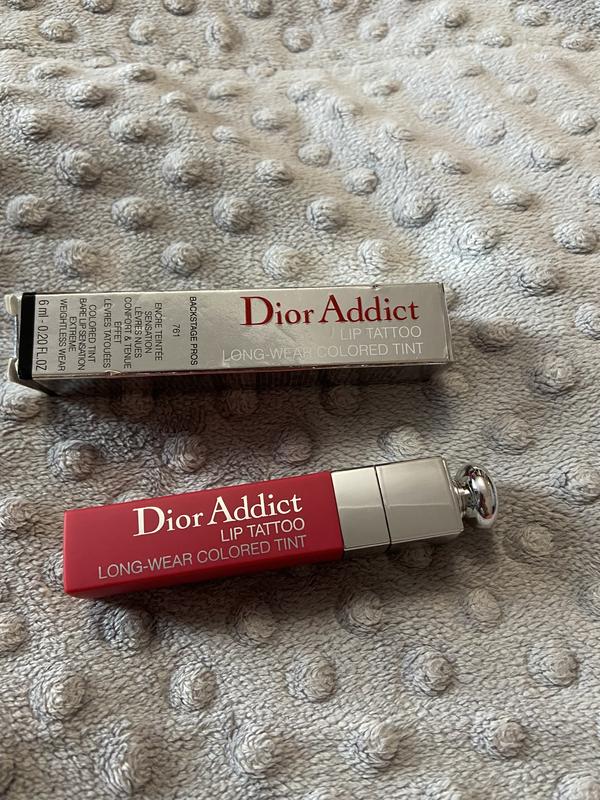 Dior Addict
LIP TATTOO
LONG-WEAR COLORED TINT
BACKSTAGE PROS
761
ENCRE TEINTÉE
SENSATION
LÈVRES NUES
CONFORT & TENUE
EFFET
LÈVRES TATOUÉES
COLORED TINT
BARE LIP SENSATION
EXTREME
WEIGHTLESS WEAR
6 ml - 0.20 FL.OZ
Dior Addict
LIP TATTOO
LONG-WEAR COLORED TINT